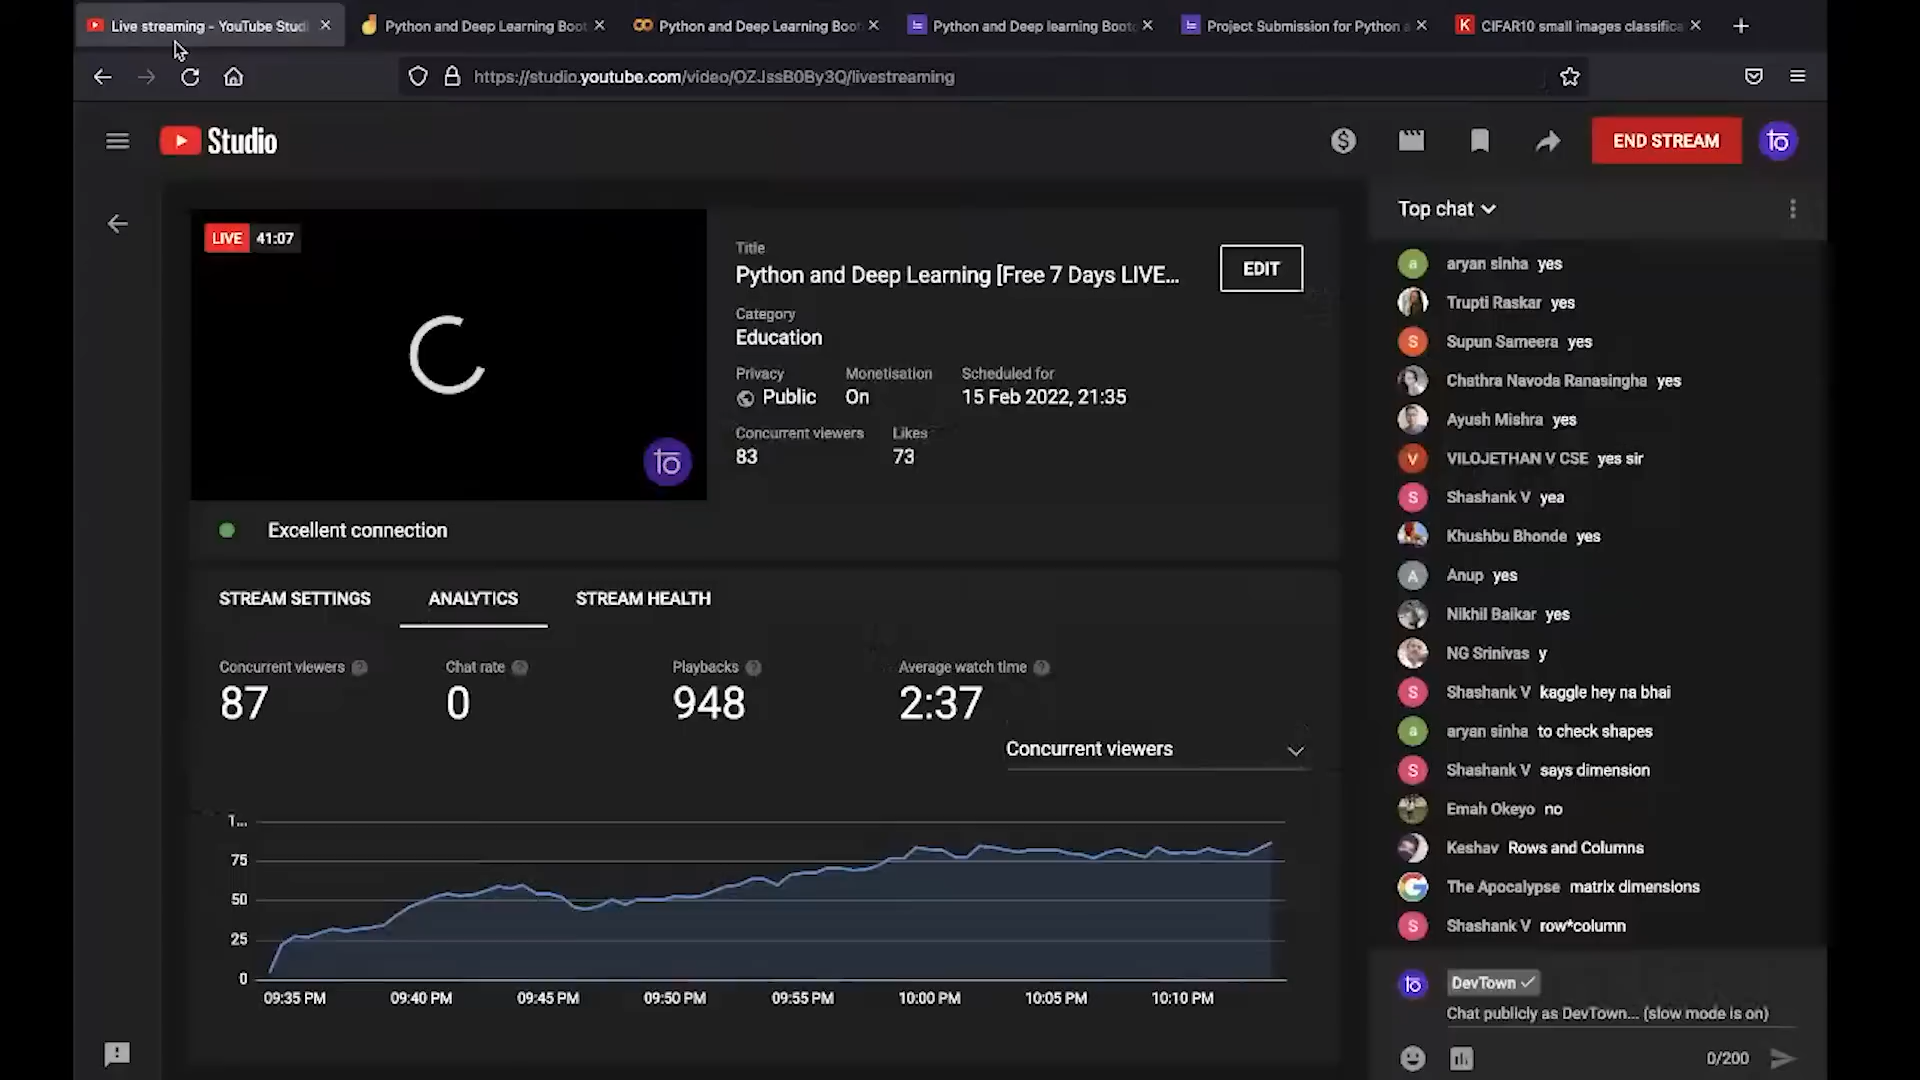 Live streaming - YouTube Studi
Python and Deep Learning Boot
Python and Deep Learning Boot
Python and Deep learning Boot
Project Submission for Python a
K CIFAR10 small images classifica
https://studio.youtube.com/video/OZJssB0By3Q/livestreaming
Studio
END STREAM
LIVE 41:07
Title
Python and Deep Learning [Free 7 Days LIVE...
EDIT
Category
Education
Privacy Monetisation Scheduled for
Public On 15 Feb 2022, 21:35
Concurrent viewers Likes
83 73
Excellent connection
STREAM SETTINGS ANALYTICS STREAM HEALTH
Concurrent viewers Chat rate Playbacks Average watch time
87 0 948 2:37
Concurrent viewers
1...
75
50
25
0
09:35 PM 09:40 PM 09:45 PM 09:50 PM 09:55 PM 10:00 PM 10:05 PM 10:10 PM
Top chat
a aryan sinha yes
Trupti Raskar yes
S Supun Sameera yes
Chathra Navoda Ranasingha yes
Ayush Mishra yes
V VILOJETHAN V CSE yes sir
S Shashank V yea
Khushbu Bhonde yes
A Anup yes
Nikhil Baikar yes
NG Srinivas y
S Shashank V kaggle hey na bhai
a aryan sinha to check shapes
S Shashank V says dimension
Emah Okeyo no
Keshav Rows and Columns
The Apocalypse matrix dimensions
S Shashank V row*column
DevTown
Chat publicly as DevTown... (slow mode is on)
0/200